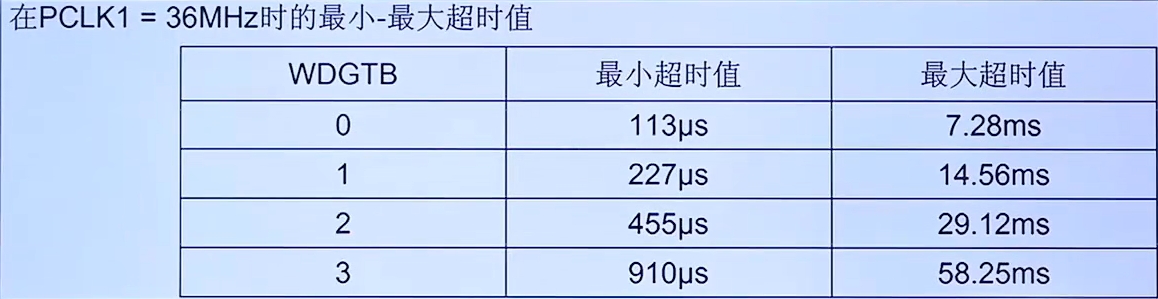 在PCLK1 = 36MHz时的最小-最大超时值
WDGTB 最小超时值 最大超时值
0 113μs 7.28ms
1 227μs 14.56ms
2 455μs 29.12ms
3 910μs 58.25ms